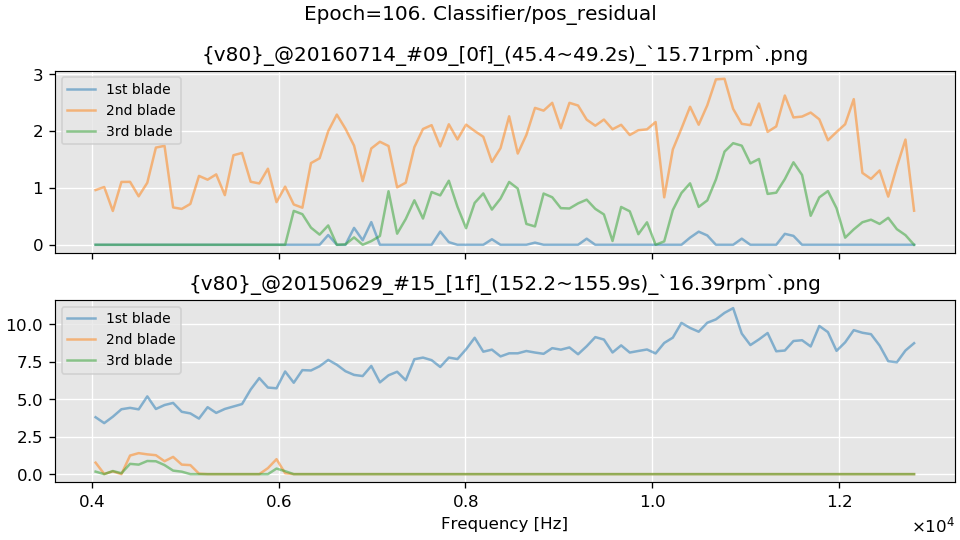 Epoch=106. Classifier/pos_residual
{v80}_@20160714_#09_[0f]_(45.4~49.2s)_`15.71rpm`.png
3
2
1
0
1st blade
2nd blade
3rd blade
{v80}_@20150629_#15_[1f]_(152.2~155.9s)_`16.39rpm`.png
10.0
7.5
5.0
2.5
0.0
1st blade
2nd blade
3rd blade
0.4 0.6 0.8 1.0 1.2
Frequency [Hz]
×10⁴